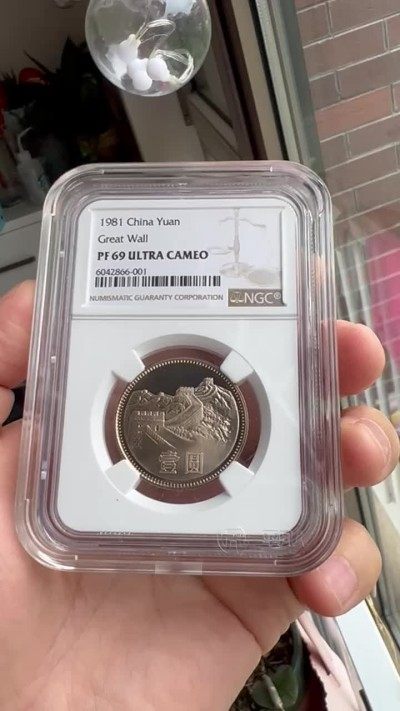 1981 China Yuan
Great Wall
PF 69 ULTRA CAMEO
6042866-001
NUMISMATIC GUARANTY CORPORATION
NGC®
壹圆